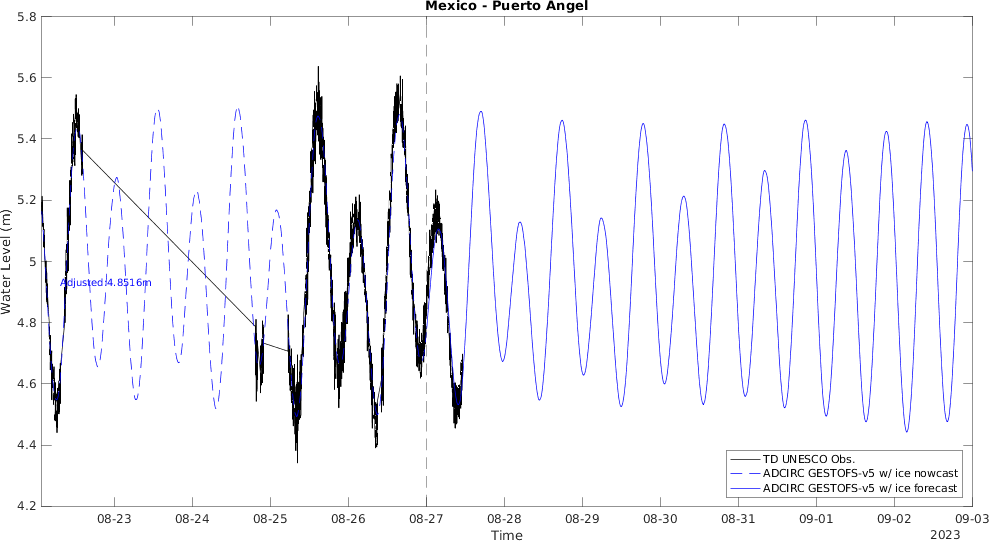 Mexico - Puerto Angel
5.8
5.6
5.4
5.2
5
4.8
4.6
4.4
4.2
Water Level (m)
Adjusted:4.8516m
TD UNESCO Obs.
ADCIRC GESTOFS-v5 w/ ice nowcast
ADCIRC GESTOFS-v5 w/ ice forecast
08-23 08-24 08-25 08-26 08-27 08-28 08-29 08-30 08-31 09-01 09-02 09-03
Time
2023